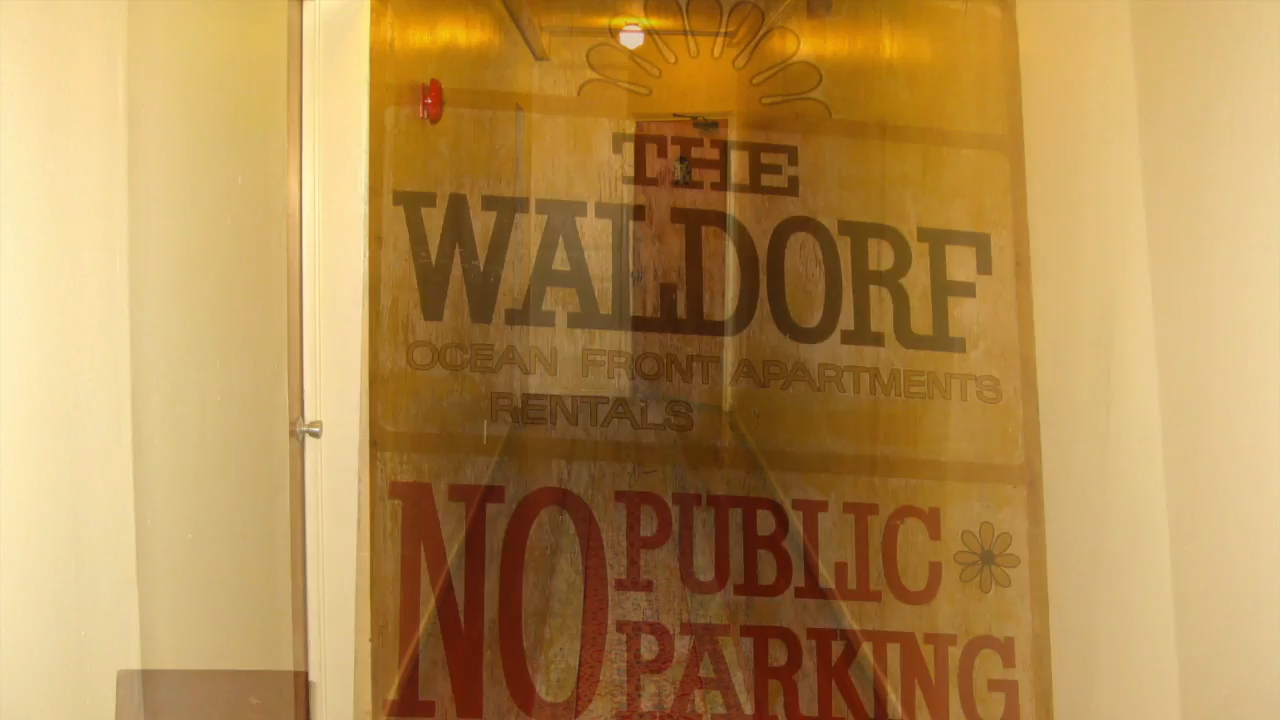 THE
WALDORF
OCEAN FRONT APARTMENTS
RENTALS
NO PUBLIC
PARKING